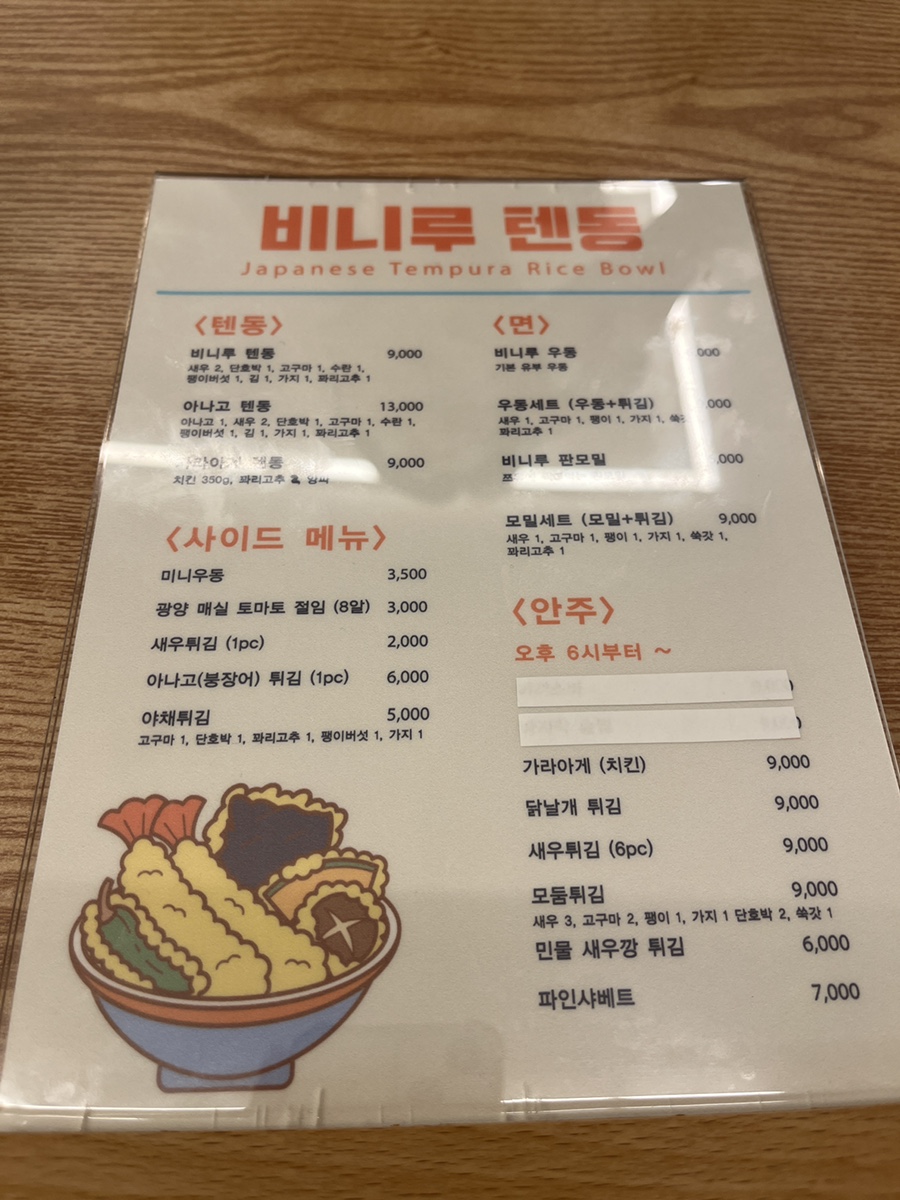 비니루 텐동
Japanese Tempura Rice Bowl
<텐동>
비니루 텐동 9,000
새우 2, 단호박 1, 고구마 1, 수란 1,
팽이버섯 1, 김 1, 가지 1, 꽈리고추 1
아나고 텐동 13,000
아나고 1, 새우 2, 단호박 1, 고구마 1, 수란 1,
팽이버섯 1, 김 1, 가지 1, 꽈리고추 1
가라아게 텐동 9,000
치킨 350g, 꽈리고추 2, 양파
<사이드 메뉴>
미니우동 3,500
광양 매실 토마토 절임 (8알) 3,000
새우튀김 (1pc) 2,000
아나고(붕장어) 튀김 (1pc) 6,000
야채튀김 5,000
고구마 1, 단호박 1, 꽈리고추 1, 팽이버섯 1, 가지 1
<면>
비니루 우동
기본 유부 우동
우동세트 (우동+튀김)
새우 1, 고구마 1, 팽이 1, 가지 1,
꽈리고추 1
비니루 판모밀
모밀세트 (모밀+튀김) 9,000
새우 1, 고구마 1, 팽이 1, 가지 1, 쑥갓 1,
꽈리고추 1
<안주>
오후 6시부터 ~
가라아게 (치킨) 9,000
닭날개 튀김 9,000
새우튀김 (6pc) 9,000
모둠튀김 9,000
새우 3, 고구마 2, 팽이 1, 가지 1 단호박 2, 쑥갓 1
민물 새우깡 튀김 6,000
파인샤베트 7,000